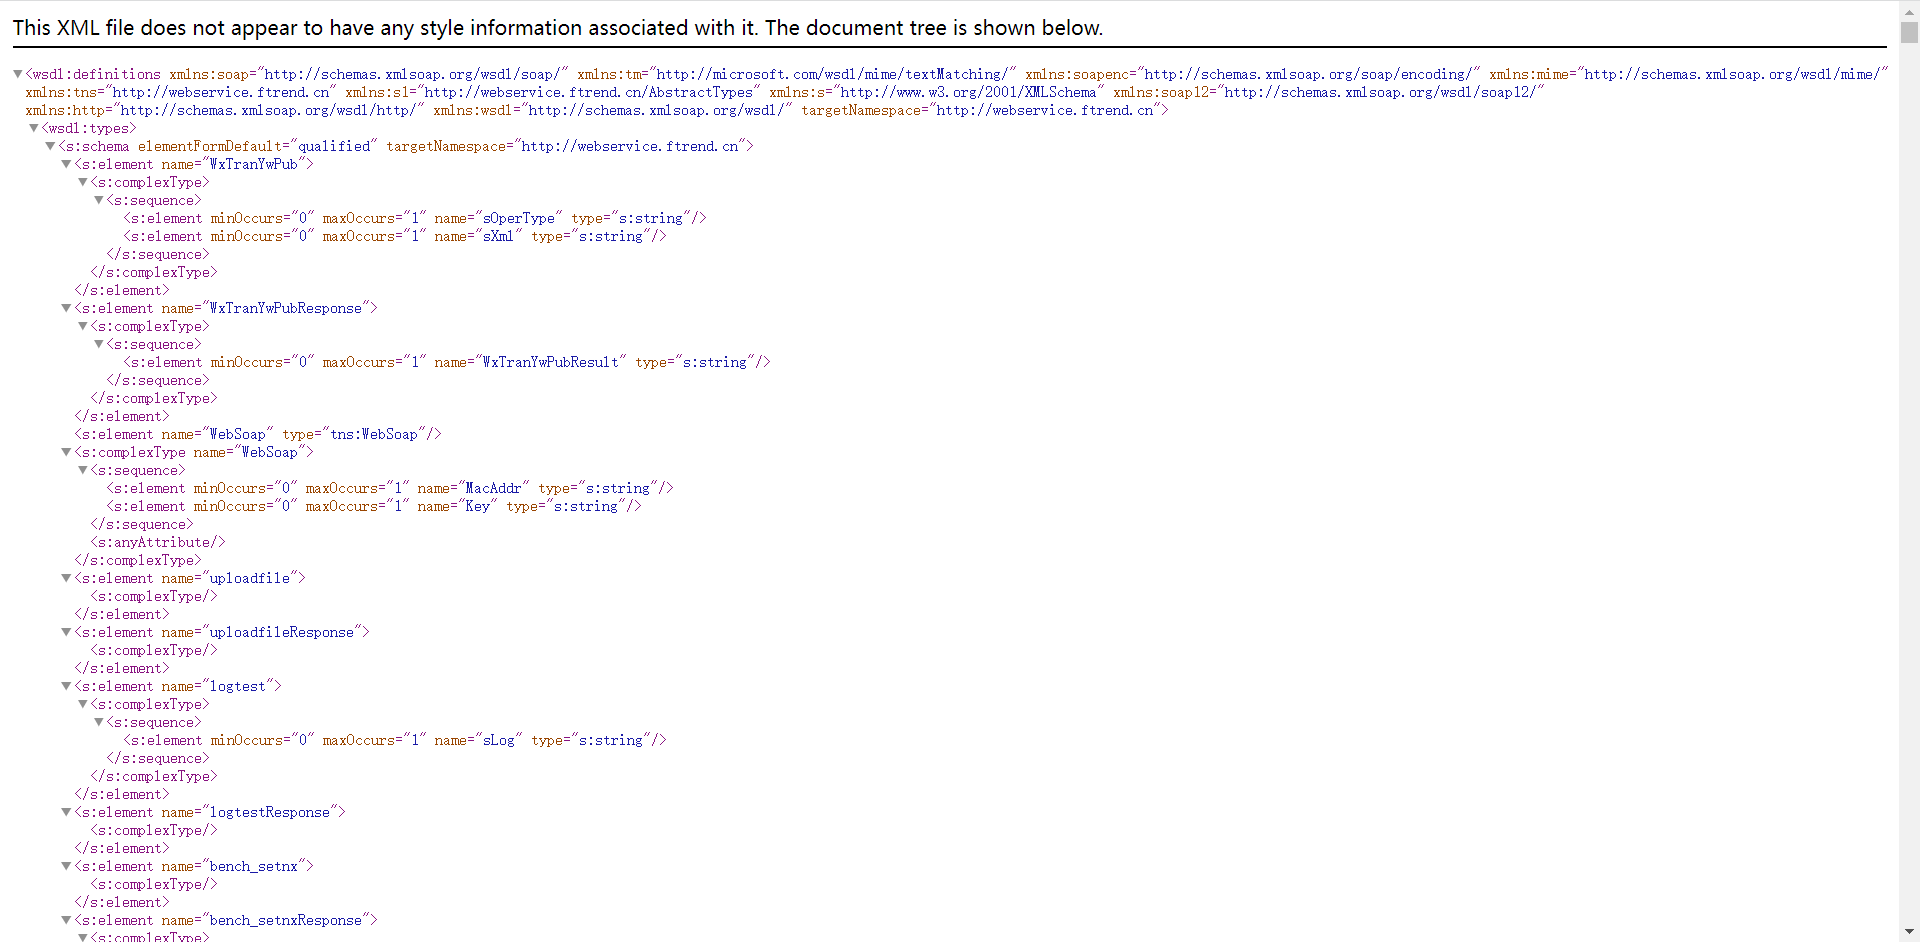 This XML file does not appear to have any style information associated with it. The document tree is shown below.
▼<wsdl:definitions xmlns:soap="http://schemas.xmlsoap.org/wsdl/soap/" xmlns:tm="http://microsoft.com/wsdl/mime/textMatching/" xmlns:soapenc="http://schemas.xmlsoap.org/soap/encoding/" xmlns:mime="http://schemas.xmlsoap.org/wsdl/mime/"
xmlns:tns="http://webservice.ftrend.cn" xmlns:s1="http://webservice.ftrend.cn/AbstractTypes" xmlns:s="http://www.w3.org/2001/XMLSchema" xmlns:soap12="http://schemas.xmlsoap.org/wsdl/soap12/"
xmlns:http="http://schemas.xmlsoap.org/wsdl/http/" xmlns:wsdl="http://schemas.xmlsoap.org/wsdl/" targetNamespace="http://webservice.ftrend.cn">
▼<wsdl:types>
▼<s:schema elementFormDefault="qualified" targetNamespace="http://webservice.ftrend.cn">
▼<s:element name="WxTranYwPub">
▼<s:complexType>
▼<s:sequence>
<s:element minOccurs="0" maxOccurs="1" name="sOperType" type="s:string"/>
<s:element minOccurs="0" maxOccurs="1" name="sXml" type="s:string"/>
</s:sequence>
</s:complexType>
</s:element>
▼<s:element name="WxTranYwPubResponse">
▼<s:complexType>
▼<s:sequence>
<s:element minOccurs="0" maxOccurs="1" name="WxTranYwPubResult" type="s:string"/>
</s:sequence>
</s:complexType>
</s:element>
<s:element name="WebSoap" type="tns:WebSoap"/>
▼<s:complexType name="WebSoap">
▼<s:sequence>
<s:element minOccurs="0" maxOccurs="1" name="MacAddr" type="s:string"/>
<s:element minOccurs="0" maxOccurs="1" name="Key" type="s:string"/>
</s:sequence>
<s:anyAttribute/>
</s:complexType>
▼<s:element name="uploadfile">
<s:complexType/>
</s:element>
▼<s:element name="uploadfileResponse">
<s:complexType/>
</s:element>
▼<s:element name="logtest">
▼<s:complexType>
▼<s:sequence>
<s:element minOccurs="0" maxOccurs="1" name="sLog" type="s:string"/>
</s:sequence>
</s:complexType>
</s:element>
▼<s:element name="logtestResponse">
<s:complexType/>
</s:element>
▼<s:element name="bench_setnx">
<s:complexType/>
</s:element>
▼<s:element name="bench_setnxResponse">
▼<s:complexType>